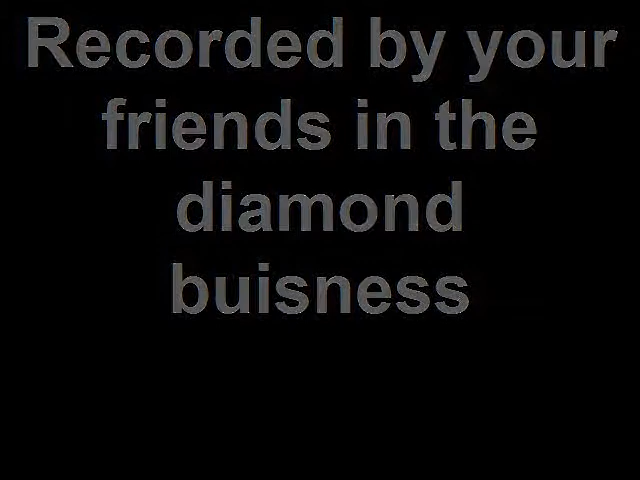 Recorded by your
friends in the
diamond
buisness